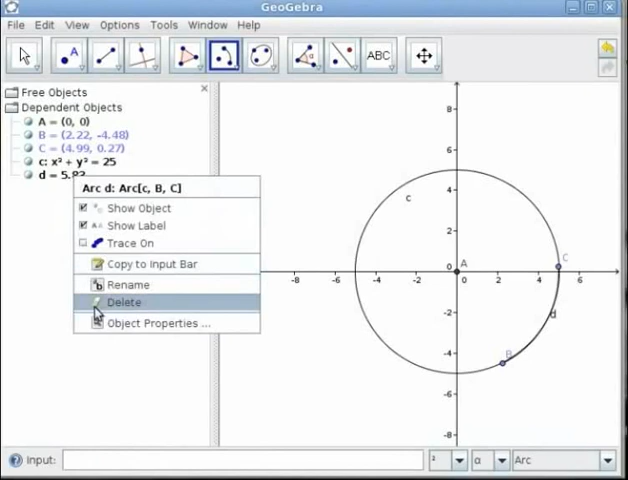 GeoGebra
File Edit View Options Tools Window Help
A
ABC
Free Objects
Dependent Objects
A = (0, 0)
B = (2.22, -4.48)
C = (4.99, 0.27)
c: x² + y² = 25
d = 5.83
Arc d: Arc[c, B, C]
Show Object
Show Label
Trace On
Copy to Input Bar
Rename
Delete
Object Properties ...
8
6
4
2
0
-2
-4
-6
-8
-8 -6 -4 -2 0 2 4 6
c
A
C
d
B
Input:
² α Arc